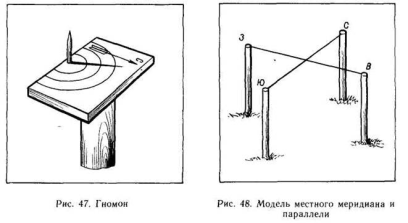 С
З
С
В
Ю
Рис. 47. Гномон
Рис. 48. Модель местного меридиана и
параллели